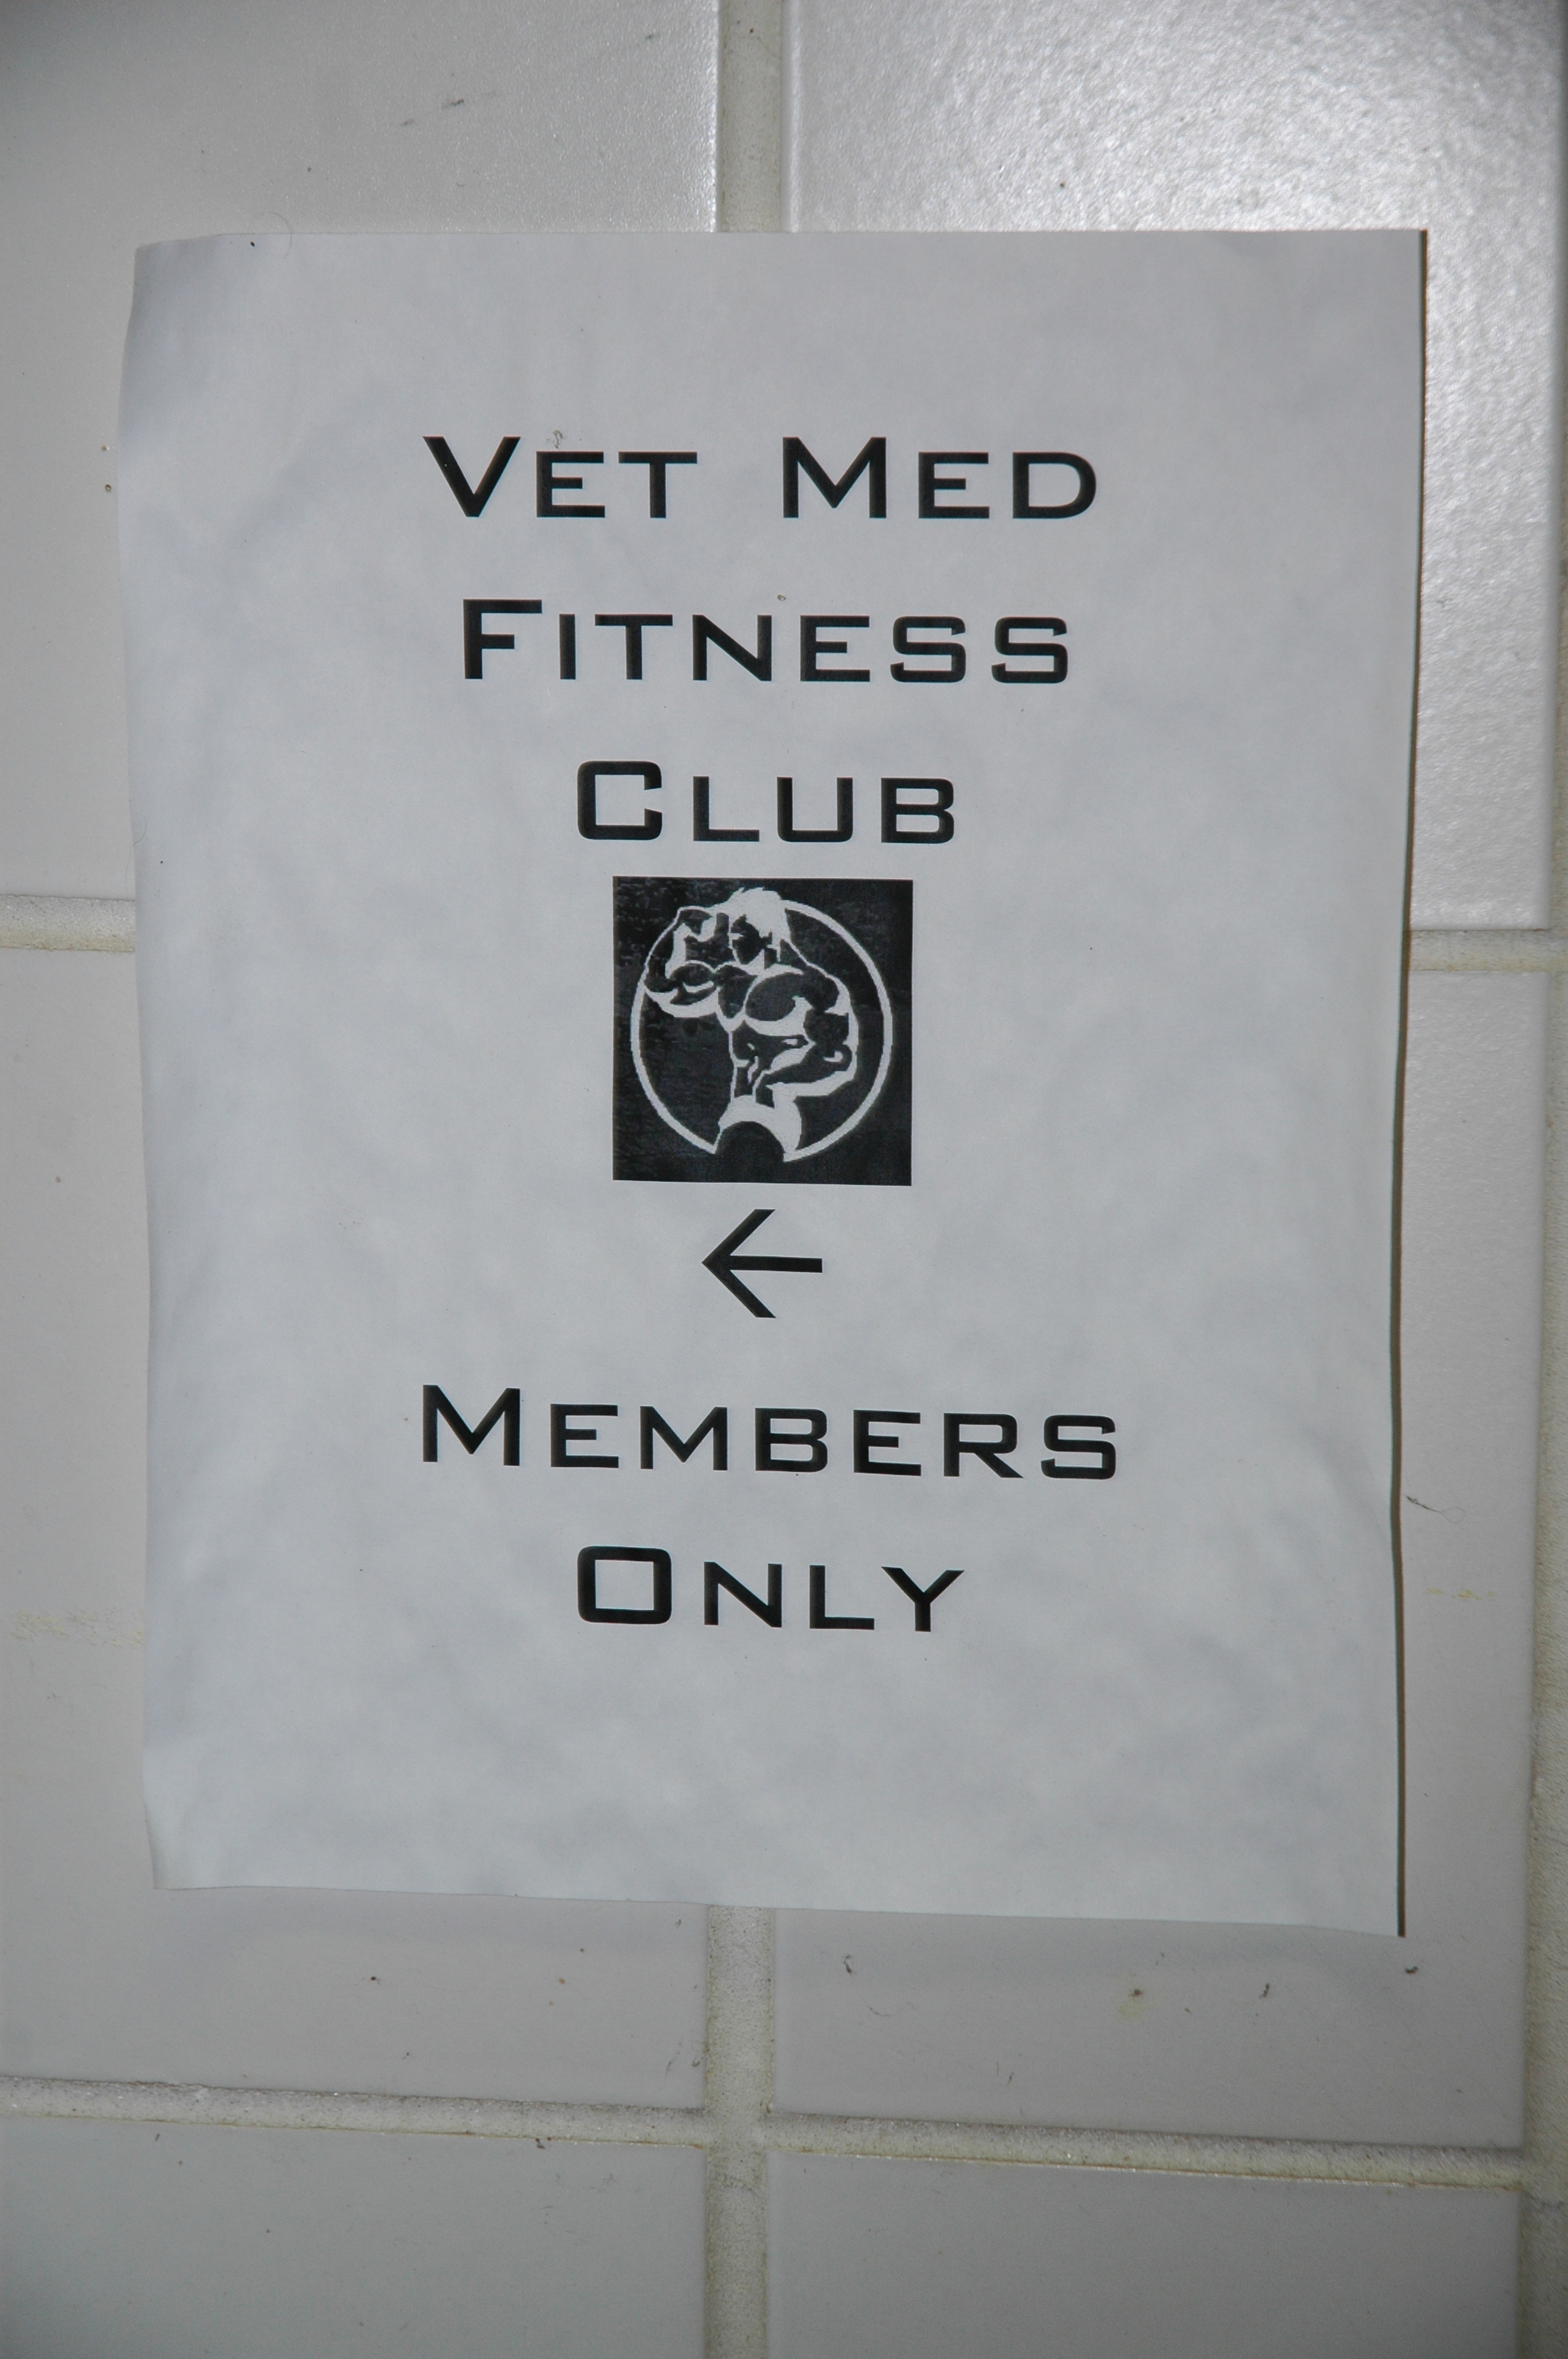 VET MED
FITNESS
CLUB
←
MEMBERS
ONLY